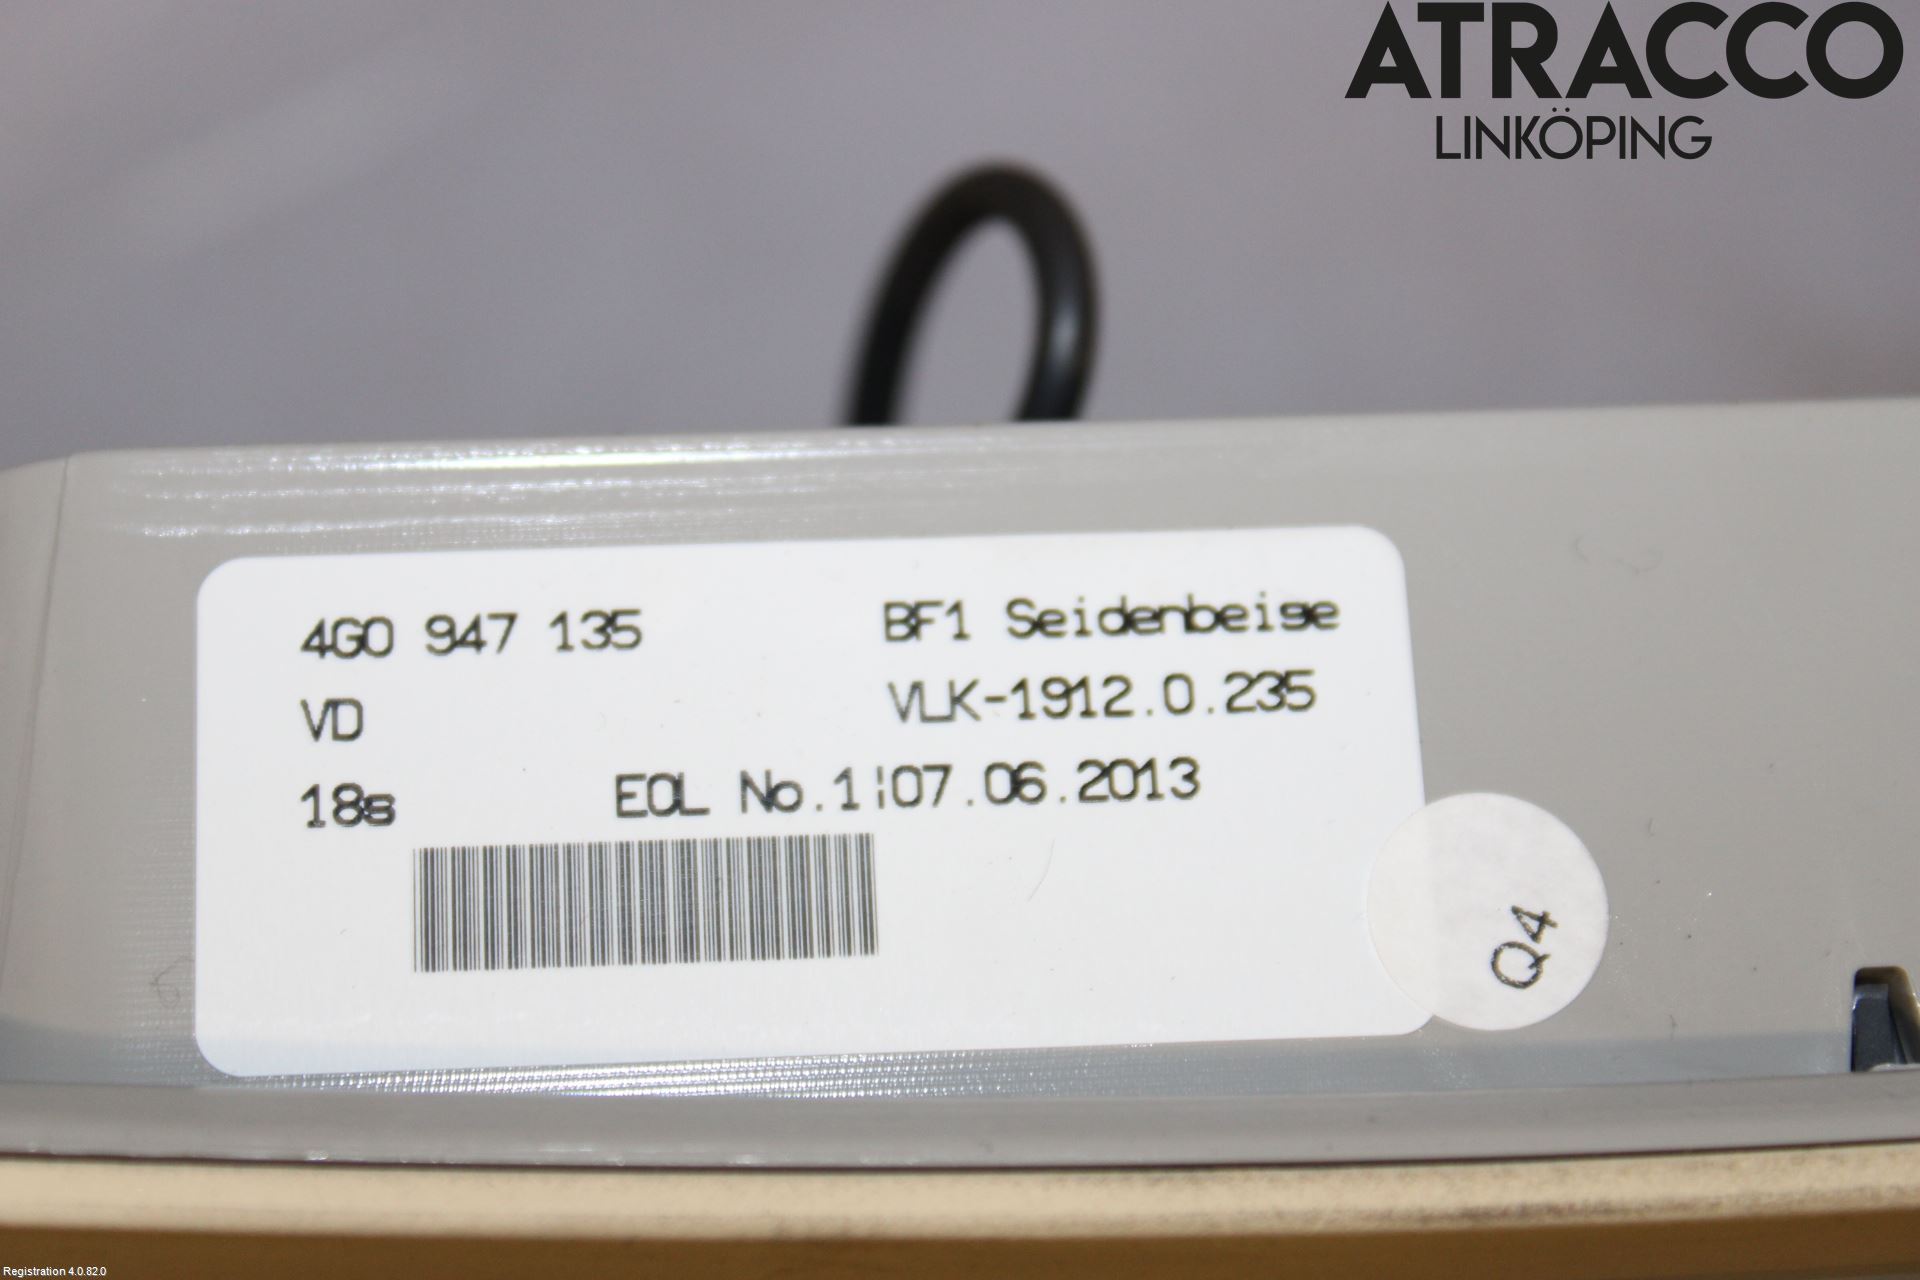 ATRACCO
LINKÖPING
4G0 947 135
BF1 Seidenbeige
VD
VLK-1912.0.235
18s
EOL No.1|07.06.2013
Q4
Registration 4.0.82.0